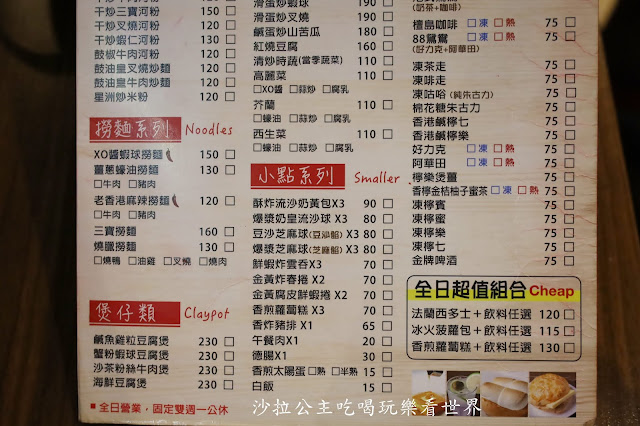 干炒三寶河粉 150 □
干炒叉燒河粉 120 □
干炒蝦仁河粉 130 □
鼓椒牛肉河粉 120 □
鼓油皇叉燒炒麵 120 □
鼓油皇牛肉炒麵 120 □
星洲炒米粉 120 □
撈麵系列 Noodles
XO醬蝦球撈麵 150 □
薑蔥蠔油撈麵 130 □
□牛肉 □豬肉
老香港麻辣撈麵 120 □
□牛肉 □豬肉
三寶撈麵 160 □
燒臘撈麵 130 □
□燒鴨 □油雞 □叉燒 □燒肉
煲仔類 Claypot
鹹魚雞粒豆腐煲 230 □
蟹粉蝦球豆腐煲 230 □
沙茶粉絲牛肉煲 230 □
海鮮豆腐煲 230 □
■全日營業,固定雙週一公休
滑蛋炒蝦球 190 □
滑蛋炒叉燒 160 □
鹹蛋炒山苦瓜 180 □
紅燒豆腐 160 □
清炒時蔬(當季蔬菜) 110 □
高麗菜 110 □
□XO醬 □蒜炒 □腐乳
芥蘭 110 □
□蠔油 □蒜炒 □腐乳
西生菜 110 □
□蠔油 □蒜炒 □腐乳
小點系列 Smaller
酥炸流沙奶黃包X3 90 □
爆漿奶皇流沙球X3 80 □
豆沙芝麻球(豆沙餡)X3 80 □
爆漿芝麻球(芝麻餡)X3 80 □
鮮蝦炸雲吞X3 70 □
金黃炸春捲 X2 70 □
金黃腐皮鮮蝦捲 X2 70 □
香煎蘿蔔糕 X3 70 □
香炸豬排 X1 65 □
午餐肉X1 20 □
德腸X1 30 □
香煎太陽蛋□熟 □半熟 15 □
白飯 15 □
(奶茶+咖啡)
檀島咖啡 □凍 □熱 75 □
88鴛鴦 □凍 □熱 75 □
(好力克+阿華田)
凍茶走 75 □
凍啡走 75 □
凍咕咕(純朱古力) 75 □
棉花糖朱古力 75 □
香港鹹檸七 75 □
香港鹹檸樂 75 □
好力克 □凍 □熱 75 □
阿華田 □凍 □熱 75 □
檸樂煲薑 75 □
香檸金桔柚子蜜茶 □凍 □熱 75 □
凍檸賓 75 □
凍檸蜜 75 □
凍檸樂 75 □
凍檸七 75 □
金牌啤酒 75 □
全日超值組合 Cheap
法蘭西多士+飲料任選 120 □
冰火菠蘿包+飲料任選 115 □
香煎蘿蔔糕+飲料任選 130 □
沙拉公主吃喝玩樂看世界